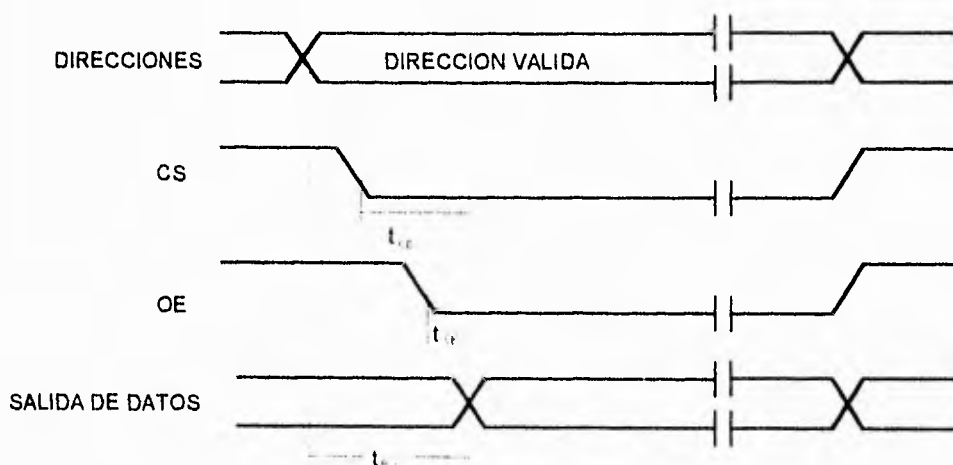 DIRECCIONES
DIRECCION VALIDA
CS
OE
SALIDA DE DATOS